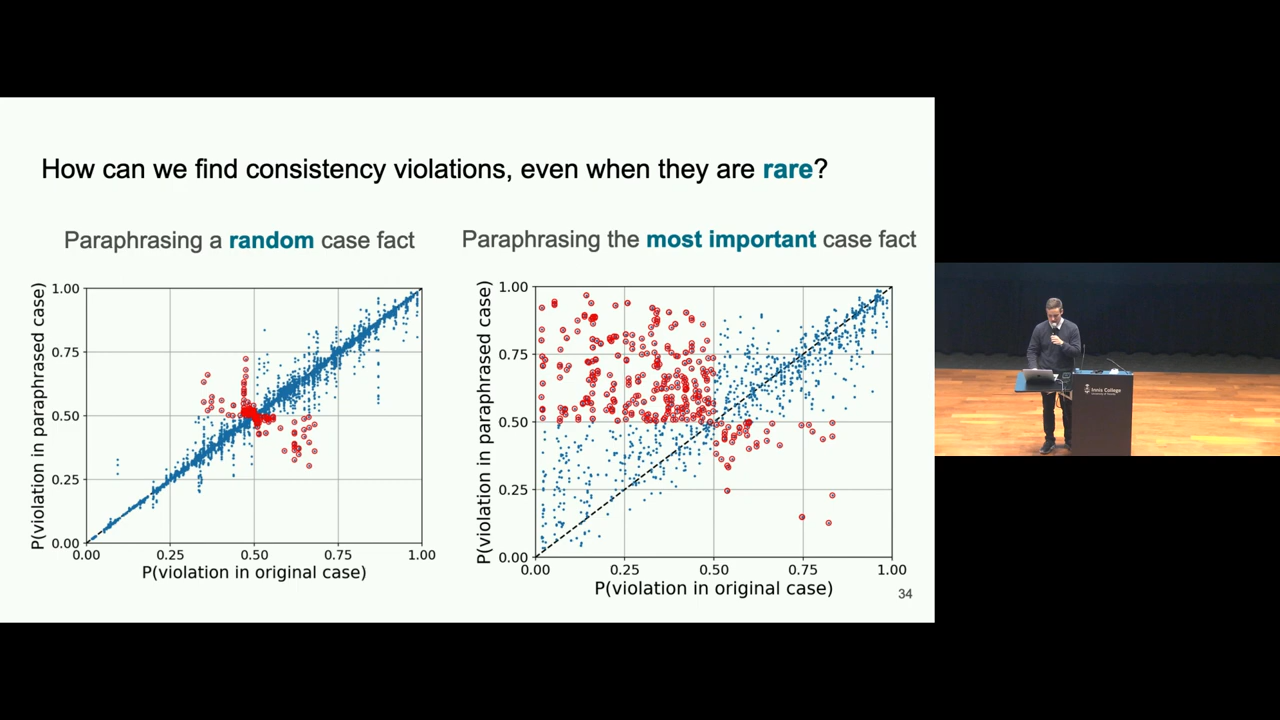 How can we find consistency violations, even when they are rare?
Paraphrasing a random case fact
Paraphrasing the most important case fact
P(violation in paraphrased case)
1.00
0.75
0.50
0.25
0.00
0.00 0.25 0.50 0.75 1.00
P(violation in original case)
P(violation in paraphrased case)
1.00
0.75
0.50
0.25
0.00
0.00 0.25 0.50 0.75 1.00
P(violation in original case)
34
Innis College